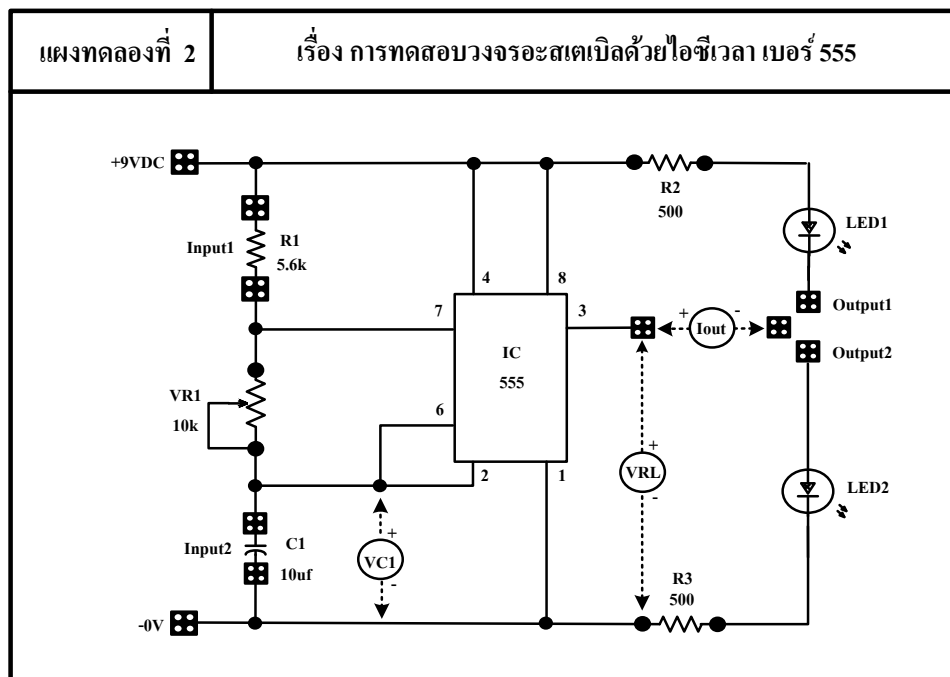 แผงทดลองที่ 2
เรื่อง การทดสอบวงจรอะสเตเบิลด้วยไอซีเวลา เบอร์ 555
+9VDC
R2
500
LED1
Input1
R1
5.6k
4
8
7
3
+
-
Iout
Output1
Output2
IC
555
VR1
10k
6
2
1
+
VRL
-
LED2
Input2
C1
10uf
+
VC1
-
R3
500
-0V